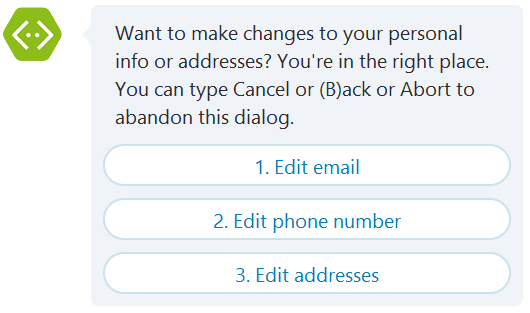 Want to make changes to your personal
info or addresses? You're in the right place.
You can type Cancel or (B)ack or Abort to
abandon this dialog.
1. Edit email
2. Edit phone number
3. Edit addresses